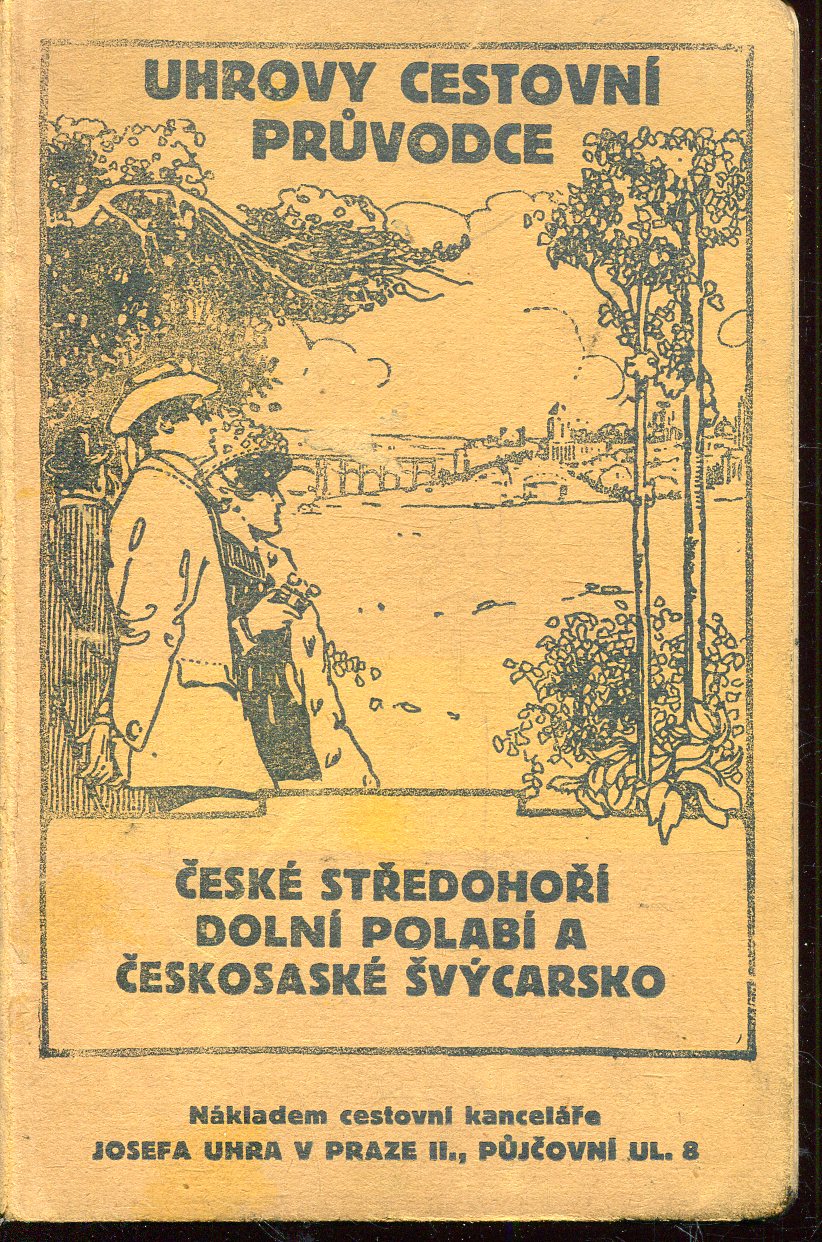 UHROVY CESTOVNÍ
PRŮVODCE
ČESKÉ STŘEDOHOŘÍ
DOLNÍ POLABÍ A
ČESKOSASKÉ ŠVÝCARSKO
Nákladem cestovní kanceláře
JOSEFA UHRA V PRAZE II., PŮJČOVNÍ UL. 8